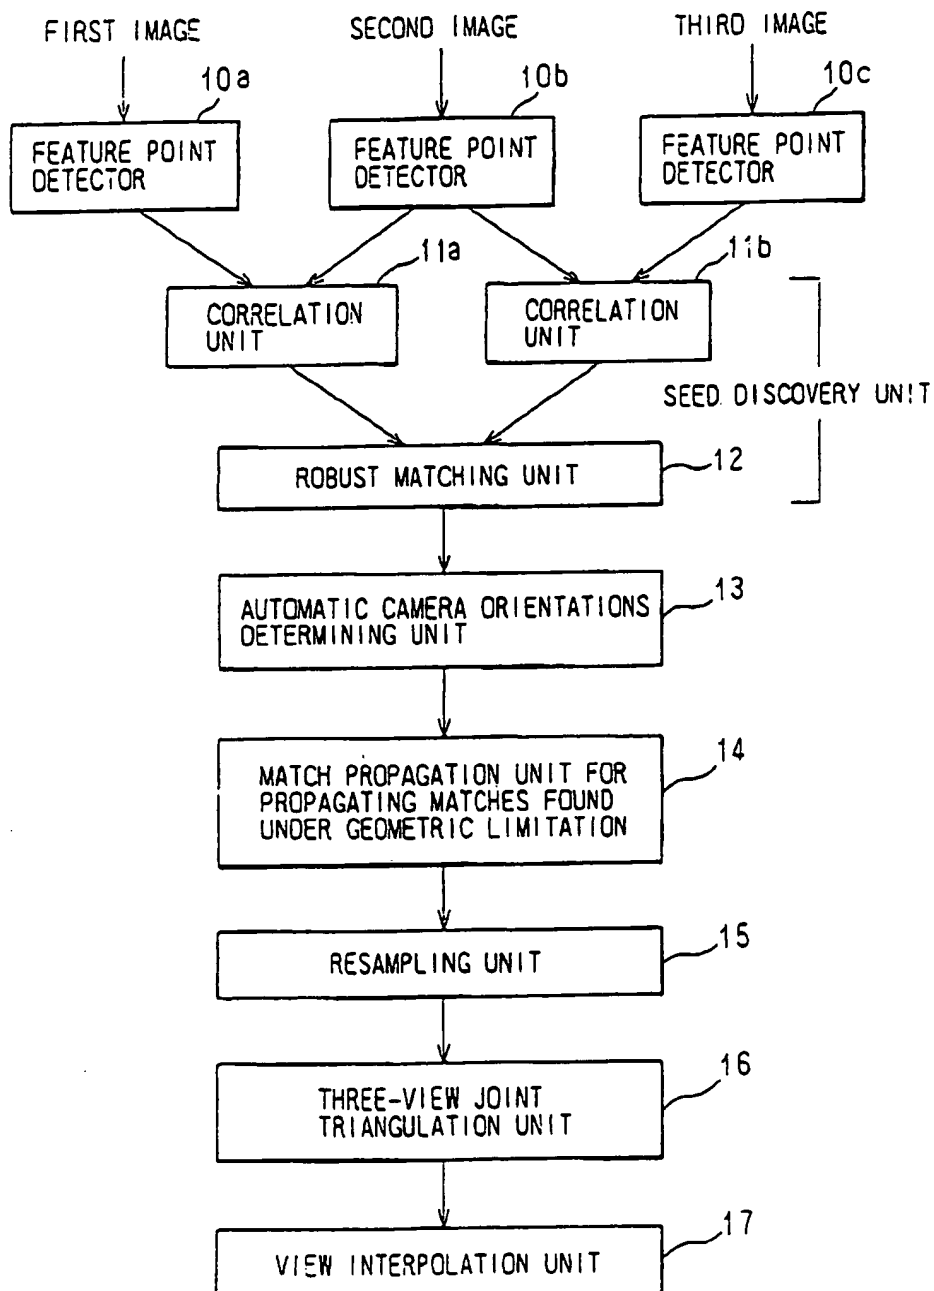 FIRST IMAGE
SECOND IMAGE
THIRD IMAGE
10a
10b
10c
FEATURE POINT
DETECTOR
FEATURE POINT
DETECTOR
FEATURE POINT
DETECTOR
11a
11b
CORRELATION
UNIT
CORRELATION
UNIT
SEED DISCOVERY UNIT
ROBUST MATCHING UNIT
12
AUTOMATIC CAMERA ORIENTATIONS
DETERMINING UNIT
13
MATCH PROPAGATION UNIT FOR
PROPAGATING MATCHES FOUND
UNDER GEOMETRIC LIMITATION
14
RESAMPLING UNIT
15
THREE-VIEW JOINT
TRIANGULATION UNIT
16
VIEW INTERPOLATION UNIT
17